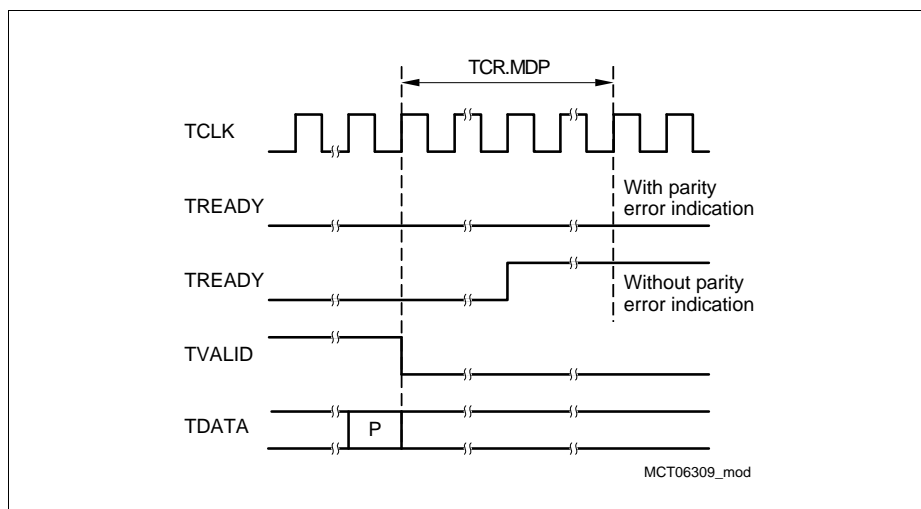 TCR.MDP
TCLK
TREADY
With parity
error indication
TREADY
Without parity
error indication
TVALID
TDATA
P
MCT06309_mod